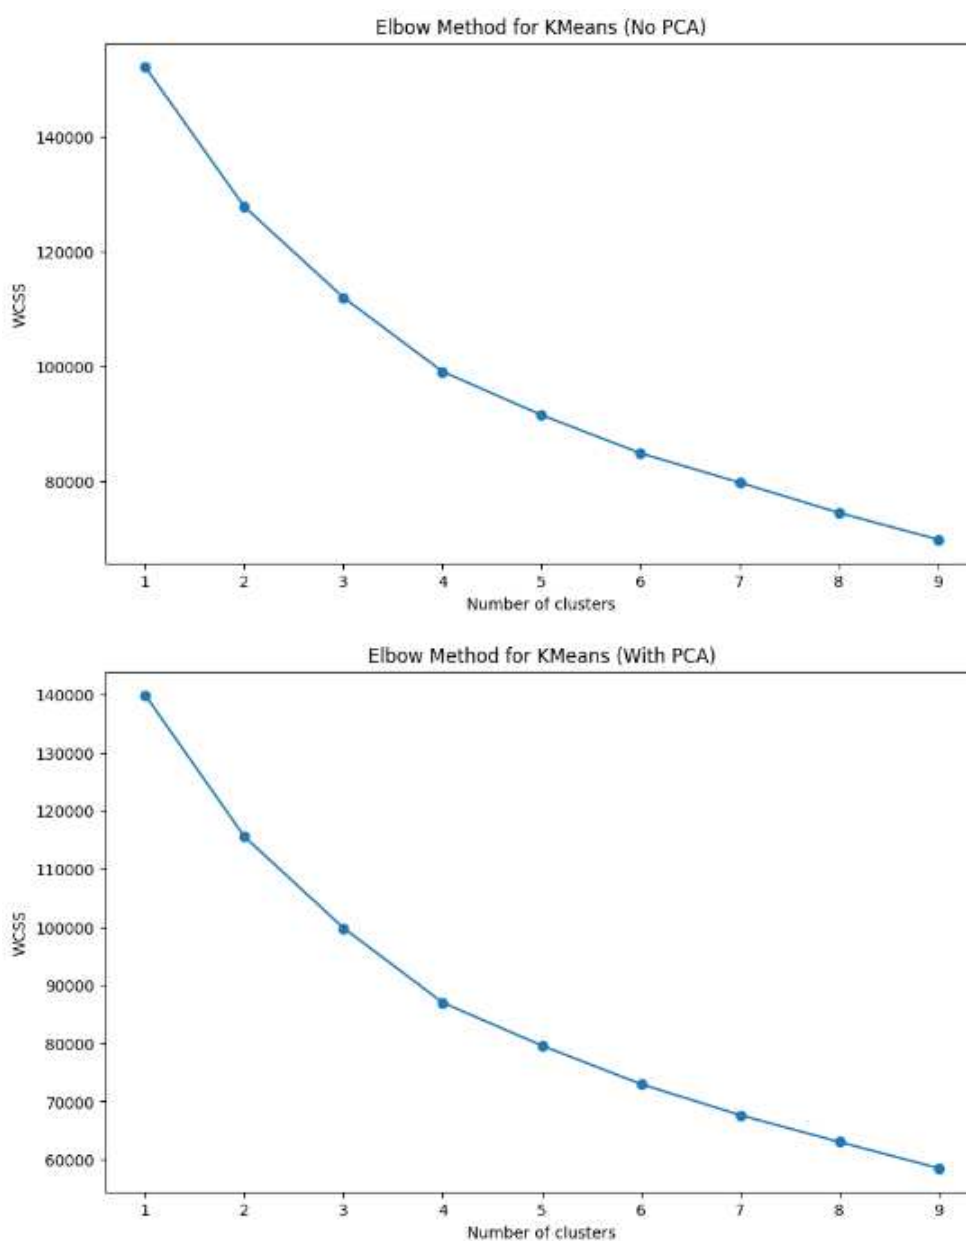 Elbow Method for KMeans (No PCA)
140000
120000
100000
80000
WCSS
1 2 3 4 5 6 7 8 9
Number of clusters
Elbow Method for KMeans (With PCA)
140000
130000
120000
110000
100000
90000
80000
70000
60000
WCSS
1 2 3 4 5 6 7 8 9
Number of clusters